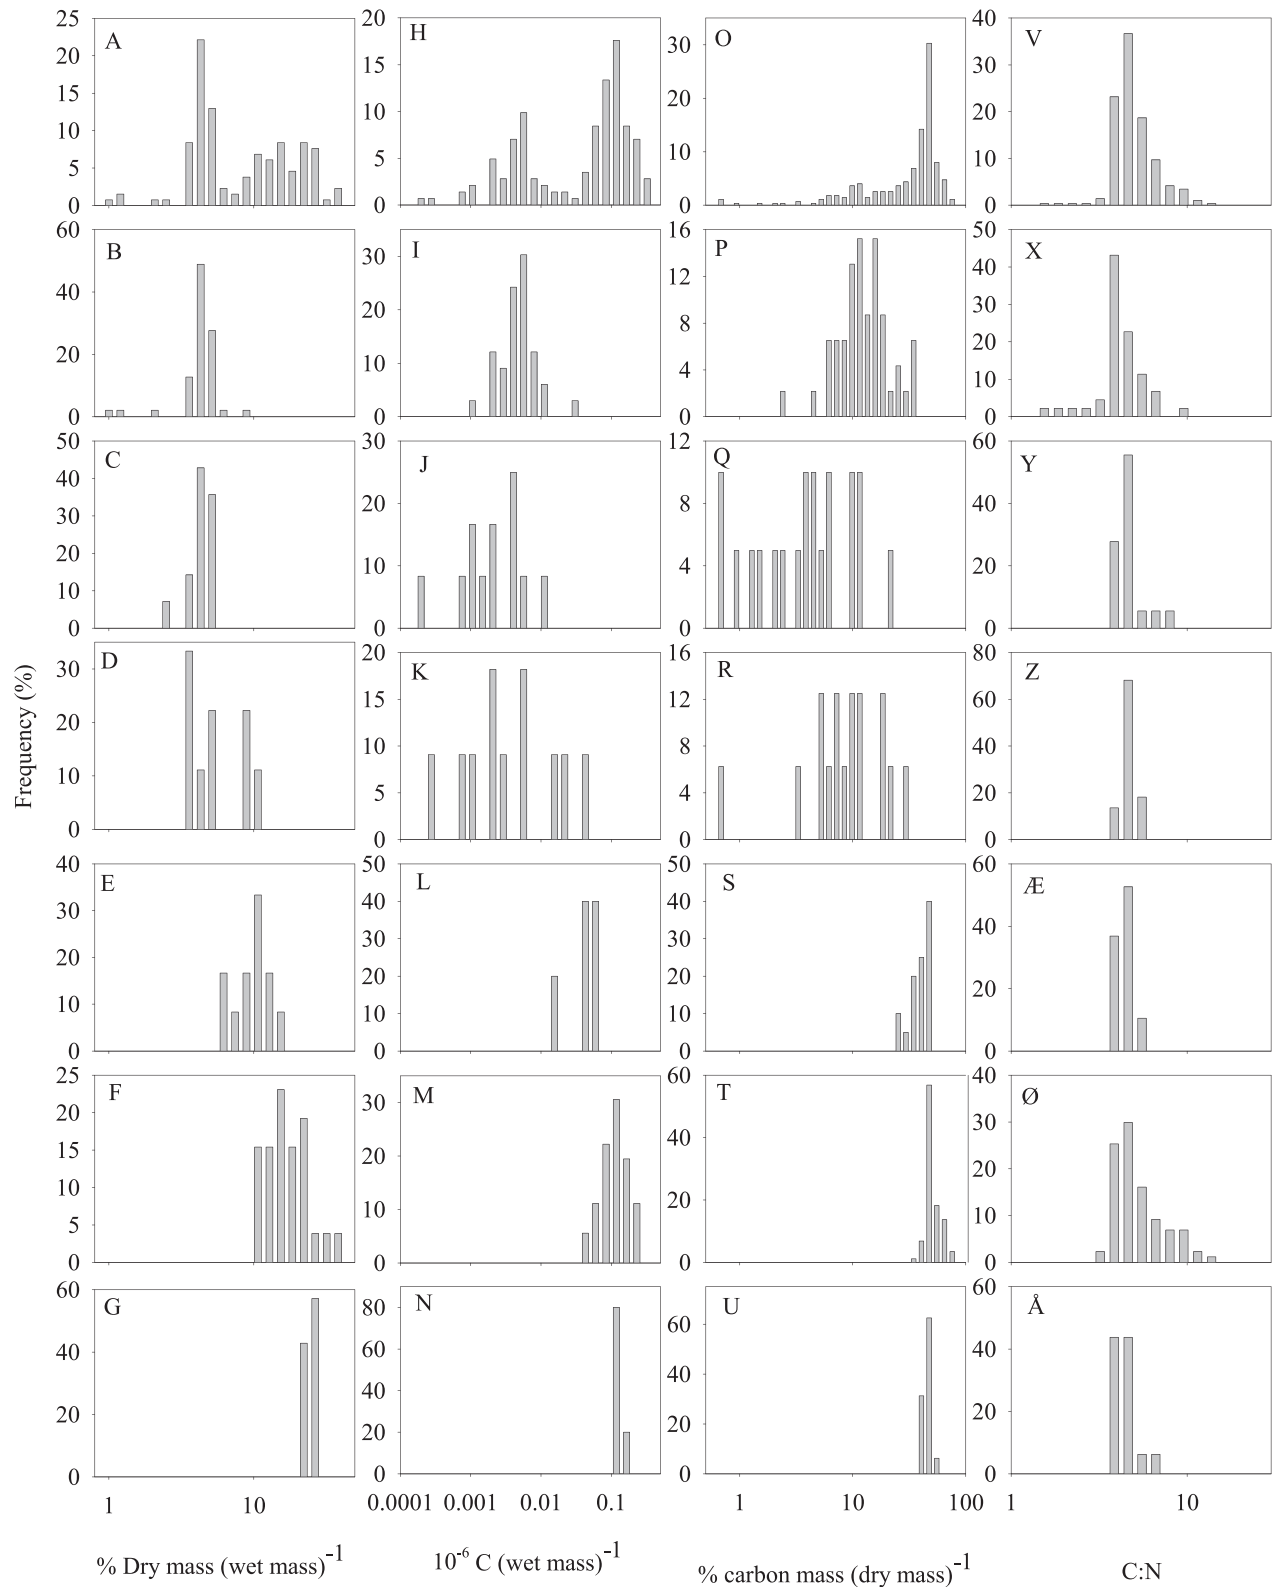 25 20 40
A H O V
20 30
15 30
15
10 20 20
10
5 5 10 10
0 0 0 0
60 16 50
B I P X
30 12 40
40
20 8 30
20
20 10 4 10
0 0 0 0
50 30 12 60
C J Q Y
40
20 8 40
30
20
10 4 20
10
0 0 0 0
20 16 80
D K R Z
30 15 12 60
20 10 8 40
10 5 4 20
0 0 0 0
Frequency (%)
40 50 50 60
E L S Æ
30 40 40 40
20 30 30
20 20 20
10 10 10
0 0 0 0
25 60 40
F M T Ø
20 30 30
15 40
20 20
10 20
5 10 10
0 0 0 0
60 60
G N U Å
80 60
40 60 40
40 40
20 20 20
20
0 0 0 0
1 10 0.0001 0.001 0.01 0.1 1 10 100 1 10
% Dry mass (wet mass)-1 10-6 C (wet mass)-1 % carbon mass (dry mass)-1 C:N